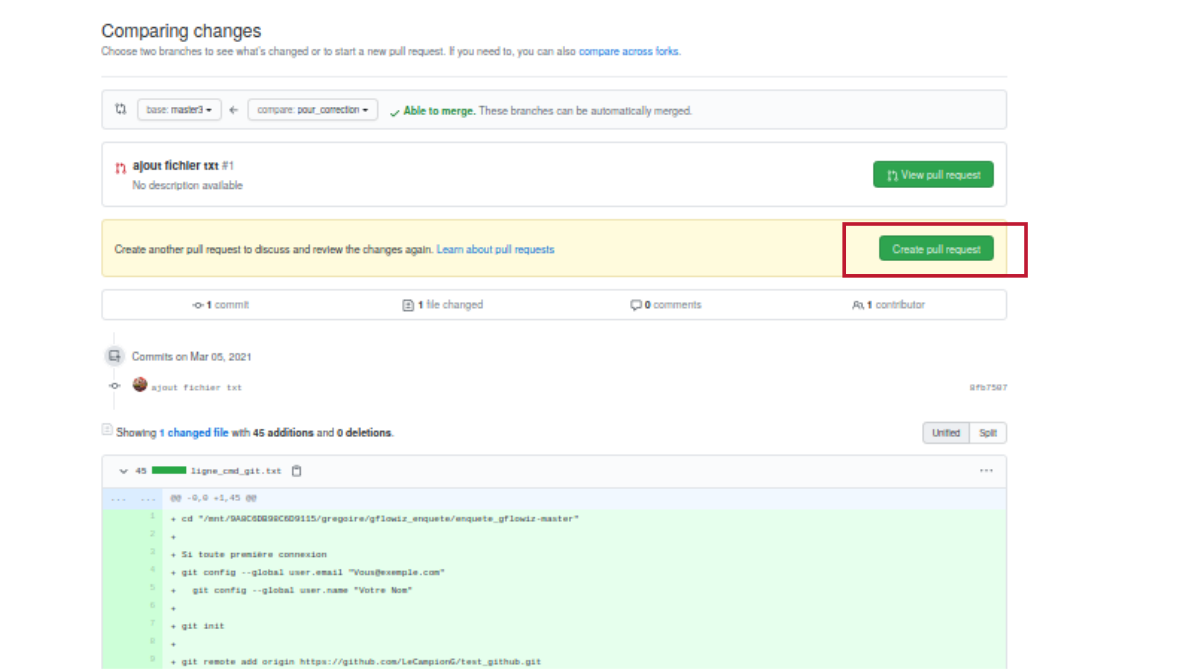 Comparing changes
Choose two branches to see what's changed or to start a new pull request. If you need to, you can also compare across forks.
base: master3 compare: pour_correction Able to merge. These branches can be automatically merged.
ajout fichier txt #1
No description available
View pull request
Create another pull request to discuss and review the changes again. Learn about pull requests
Create pull request
1 commit 1 file changed 0 comments 1 contributor
Commits on Mar 05, 2021
ajout fichier txt
Showing 1 changed file with 45 additions and 0 deletions.
Unified Split
45 ligne_cmd_git.txt ...
... ... @@ -0,0 +1,45 @@
1 + cd "/mnt/9A8C6DB98C6D9115/gregoire/gflowiz_enquete/enquete_gflowiz-master"
2 +
3 + Si toute première connexion
4 + git config --global user.email "Vous@exemple.com"
5 + git config --global user.name "Votre Nom"
6 +
7 + git init
8 +
9 + git remote add origin https://github.com/LeCampionG/test_github.git